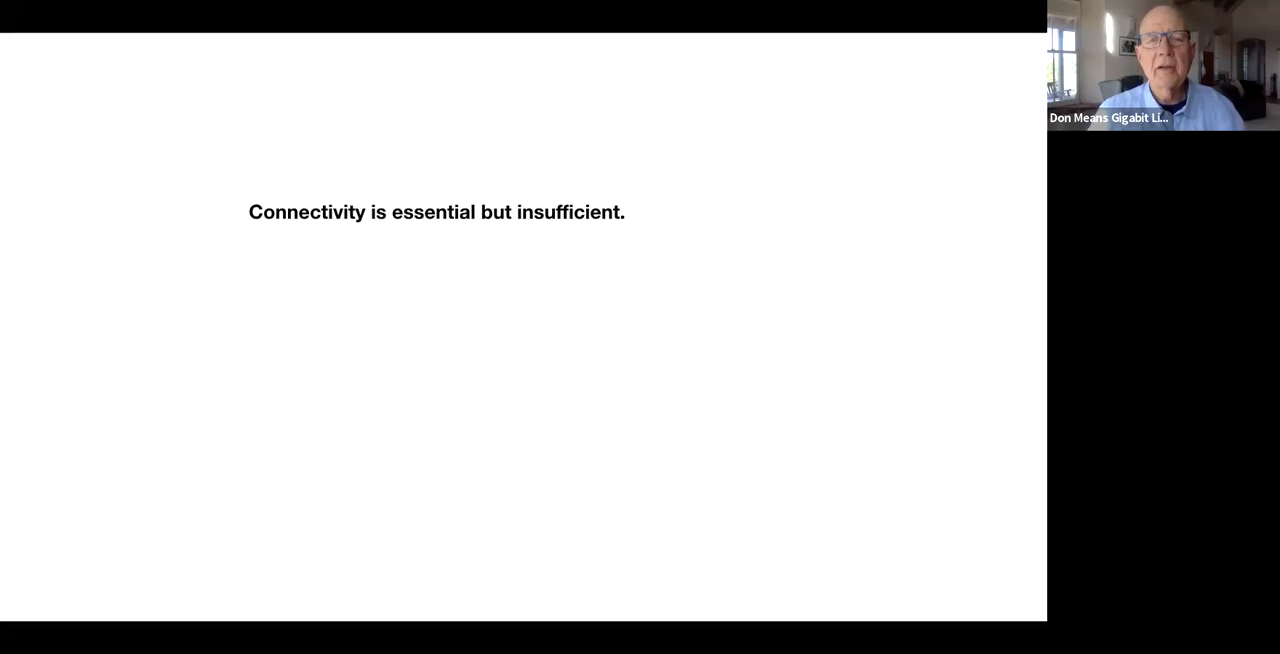 Connectivity is essential but insufficient.
Don Means Gigabit Li...